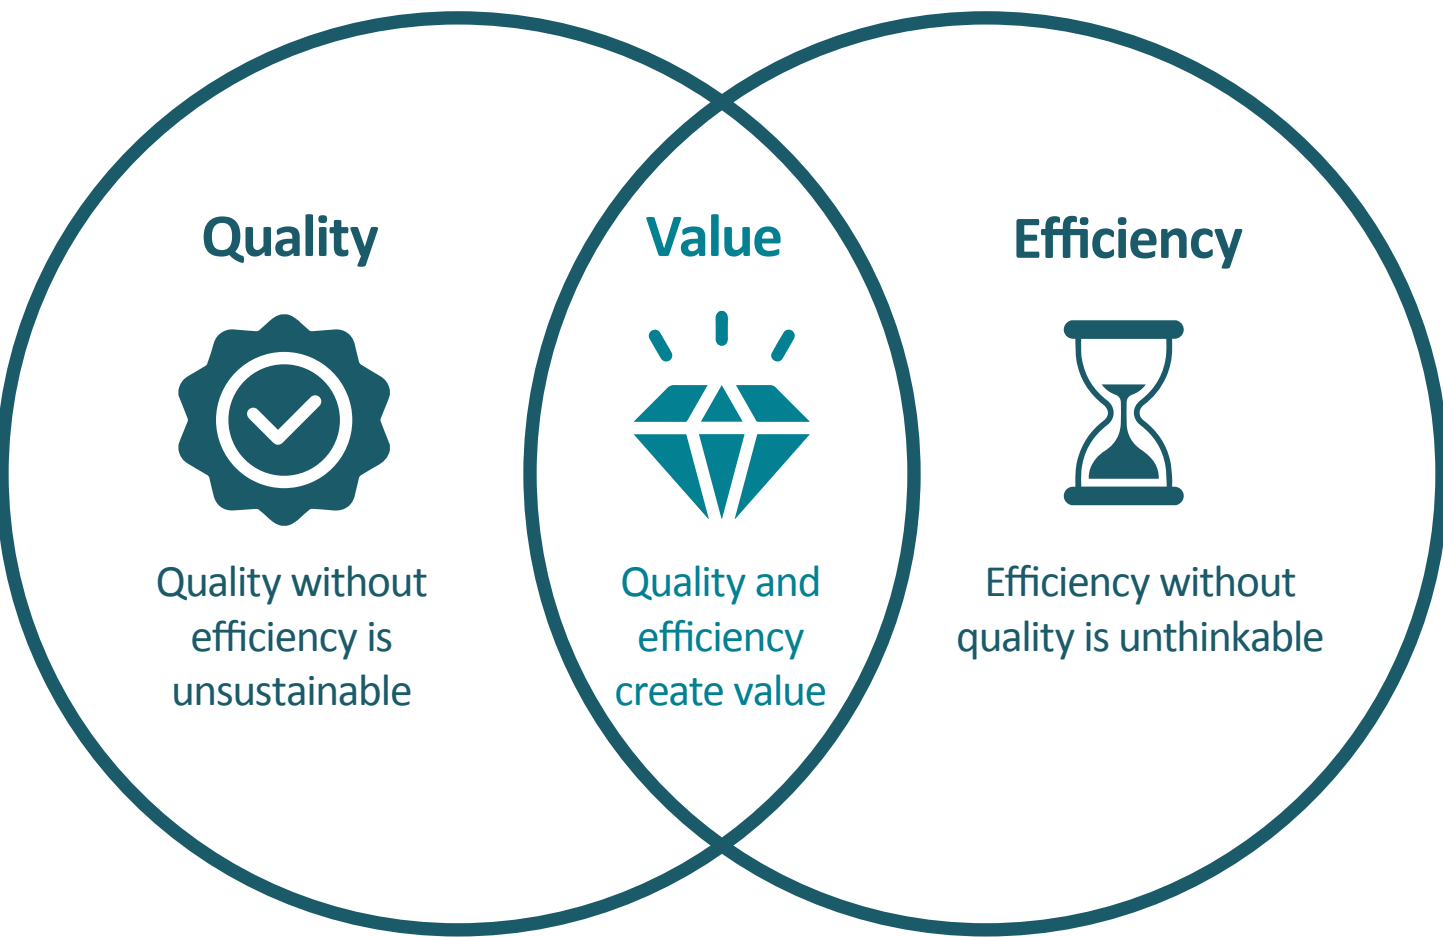 Quality
Quality without
efficiency is
unsustainable
Value
Quality and
efficiency
create value
Efficiency
Efficiency without
quality is unthinkable